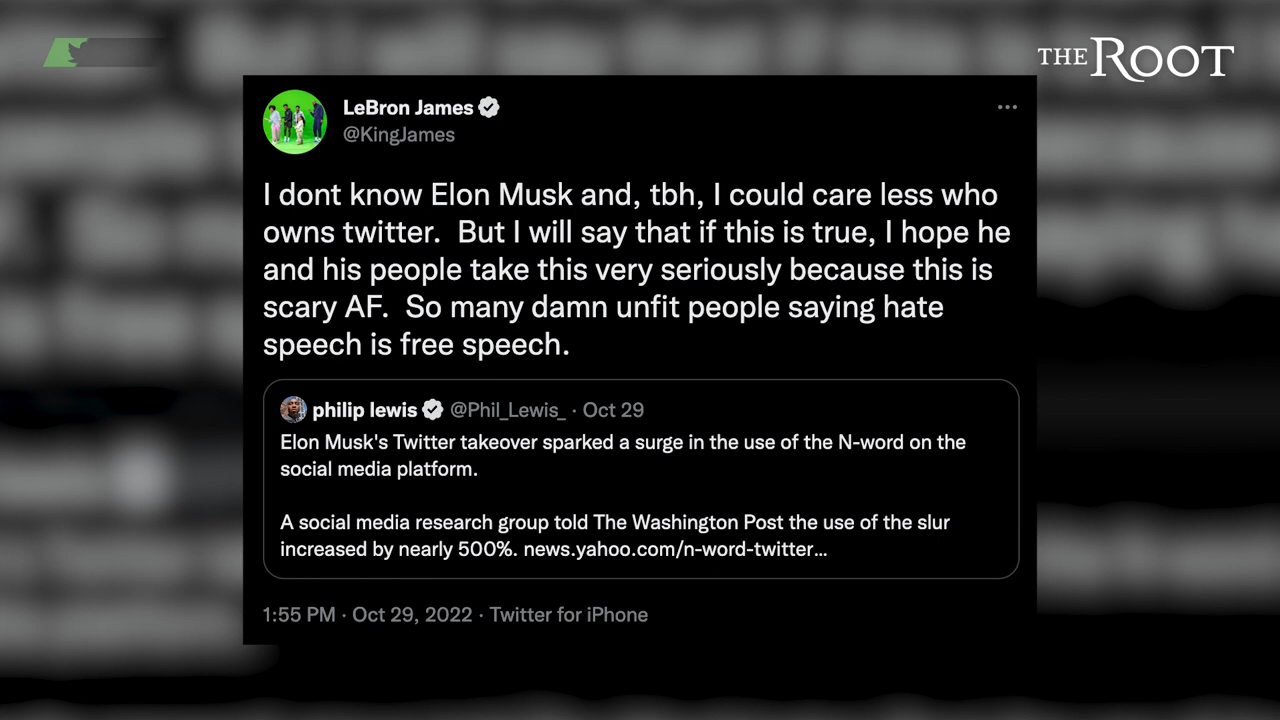 THE ROOT
LeBron James
@KingJames
I dont know Elon Musk and, tbh, I could care less who
owns twitter. But I will say that if this is true, I hope he
and his people take this very seriously because this is
scary AF. So many damn unfit people saying hate
speech is free speech.
philip lewis @Phil_Lewis_ · Oct 29
Elon Musk's Twitter takeover sparked a surge in the use of the N-word on the
social media platform.
A social media research group told The Washington Post the use of the slur
increased by nearly 500%. news.yahoo.com/n-word-twitter...
1:55 PM · Oct 29, 2022 · Twitter for iPhone